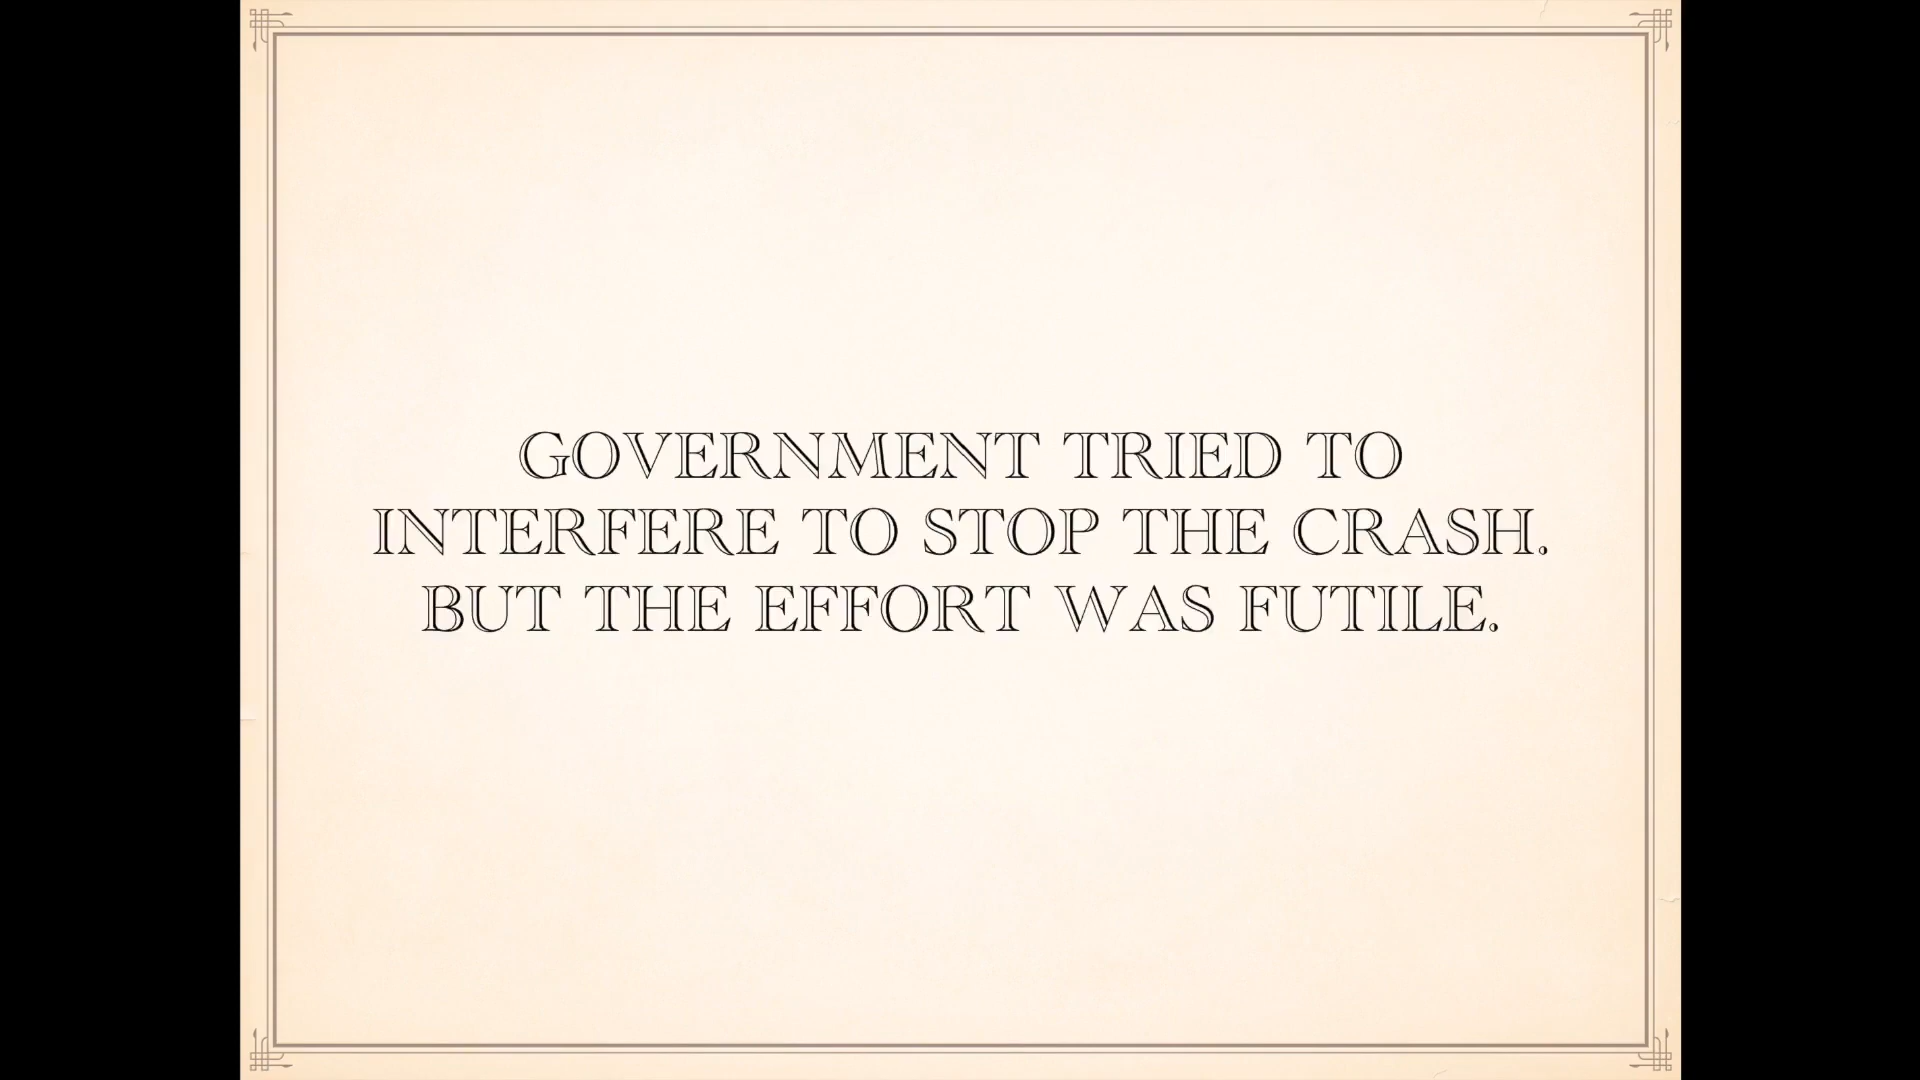 GOVERNMENT TRIED TO
INTERFERE TO STOP THE CRASH.
BUT THE EFFORT WAS FUTILE.